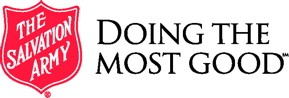 THE
SALVATION
ARMY
®
DOING THE
MOST GOOD℠